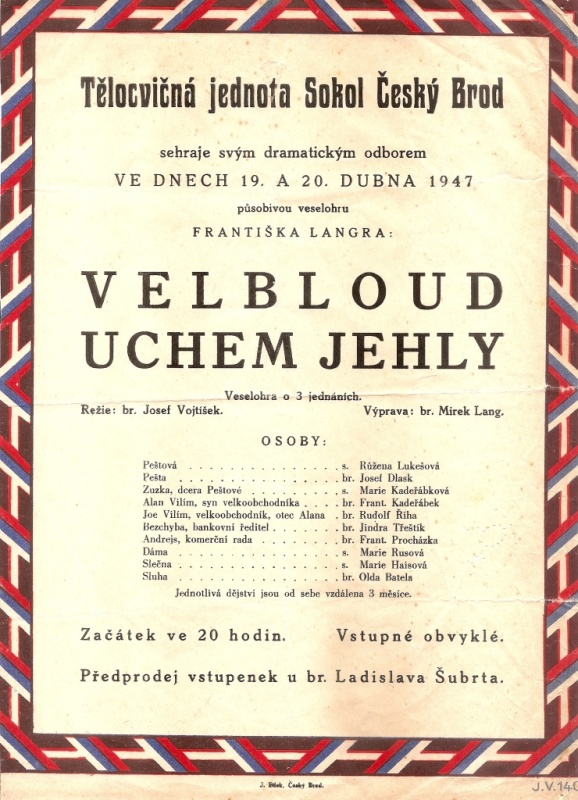 Tělocvičná jednota Sokol Český Brod
sehraje svým dramatickým odborem
VE DNECH 19. A 20. DUBNA 1947
působivou veselohru
FRANTIŠKA LANGRA:
VELBLOUD
UCHEM JEHLY
Veselohra o 3 jednáních.
Režie: br. Josef Vojtíšek. Výprava: br. Mirek Lang.
OSOBY:
Peštová . . . . . . . . . . . . . . . s. Růžena Lukešová
Pešta . . . . . . . . . . . . . . . . br. Josef Dlask
Zuzka, dcera Peštové . . . . . . . . . s. Marie Kadeřábková
Alan Vilím, syn velkoobchodníka . . . . br. Frant. Kadeřábek
Joe Vilím, velkoobchodník, otec Alana . br. Rudolf Říha
Bezchyba, bankovní ředitel . . . . . . . br. Jindra Třeštík
Andrejs, komerční rada . . . . . . . . . br. Frant. Procházka
Dáma . . . . . . . . . . . . . . . . s. Marie Rusová
Slečna . . . . . . . . . . . . . . . s. Marie Haisová
Sluha . . . . . . . . . . . . . . . . br. Olda Batela
Jednotlivá dějství jsou od sebe vzdálena 3 měsíce.
Začátek ve 20 hodin. Vstupné obvyklé.
Předprodej vstupenek u br. Ladislava Šubrta.
J. Český Brod.
J.V.140